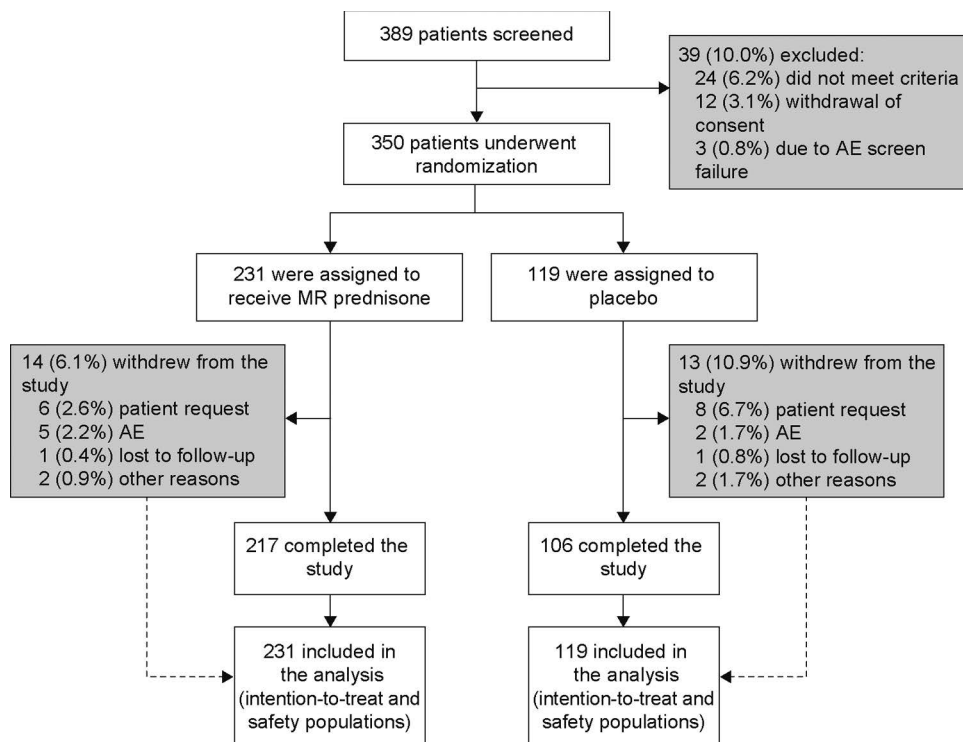 389 patients screened
39 (10.0%) excluded:
24 (6.2%) did not meet criteria
12 (3.1%) withdrawal of
consent
3 (0.8%) due to AE screen
failure
350 patients underwent
randomization
231 were assigned to
receive MR prednisone
119 were assigned to
placebo
14 (6.1%) withdrew from the
study
6 (2.6%) patient request
5 (2.2%) AE
1 (0.4%) lost to follow-up
2 (0.9%) other reasons
13 (10.9%) withdrew from the
study
8 (6.7%) patient request
2 (1.7%) AE
1 (0.8%) lost to follow-up
2 (1.7%) other reasons
217 completed the
study
106 completed the
study
231 included in
the analysis
(intention-to-treat and
safety populations)
119 included in
the analysis
(intention-to-treat and
safety populations)